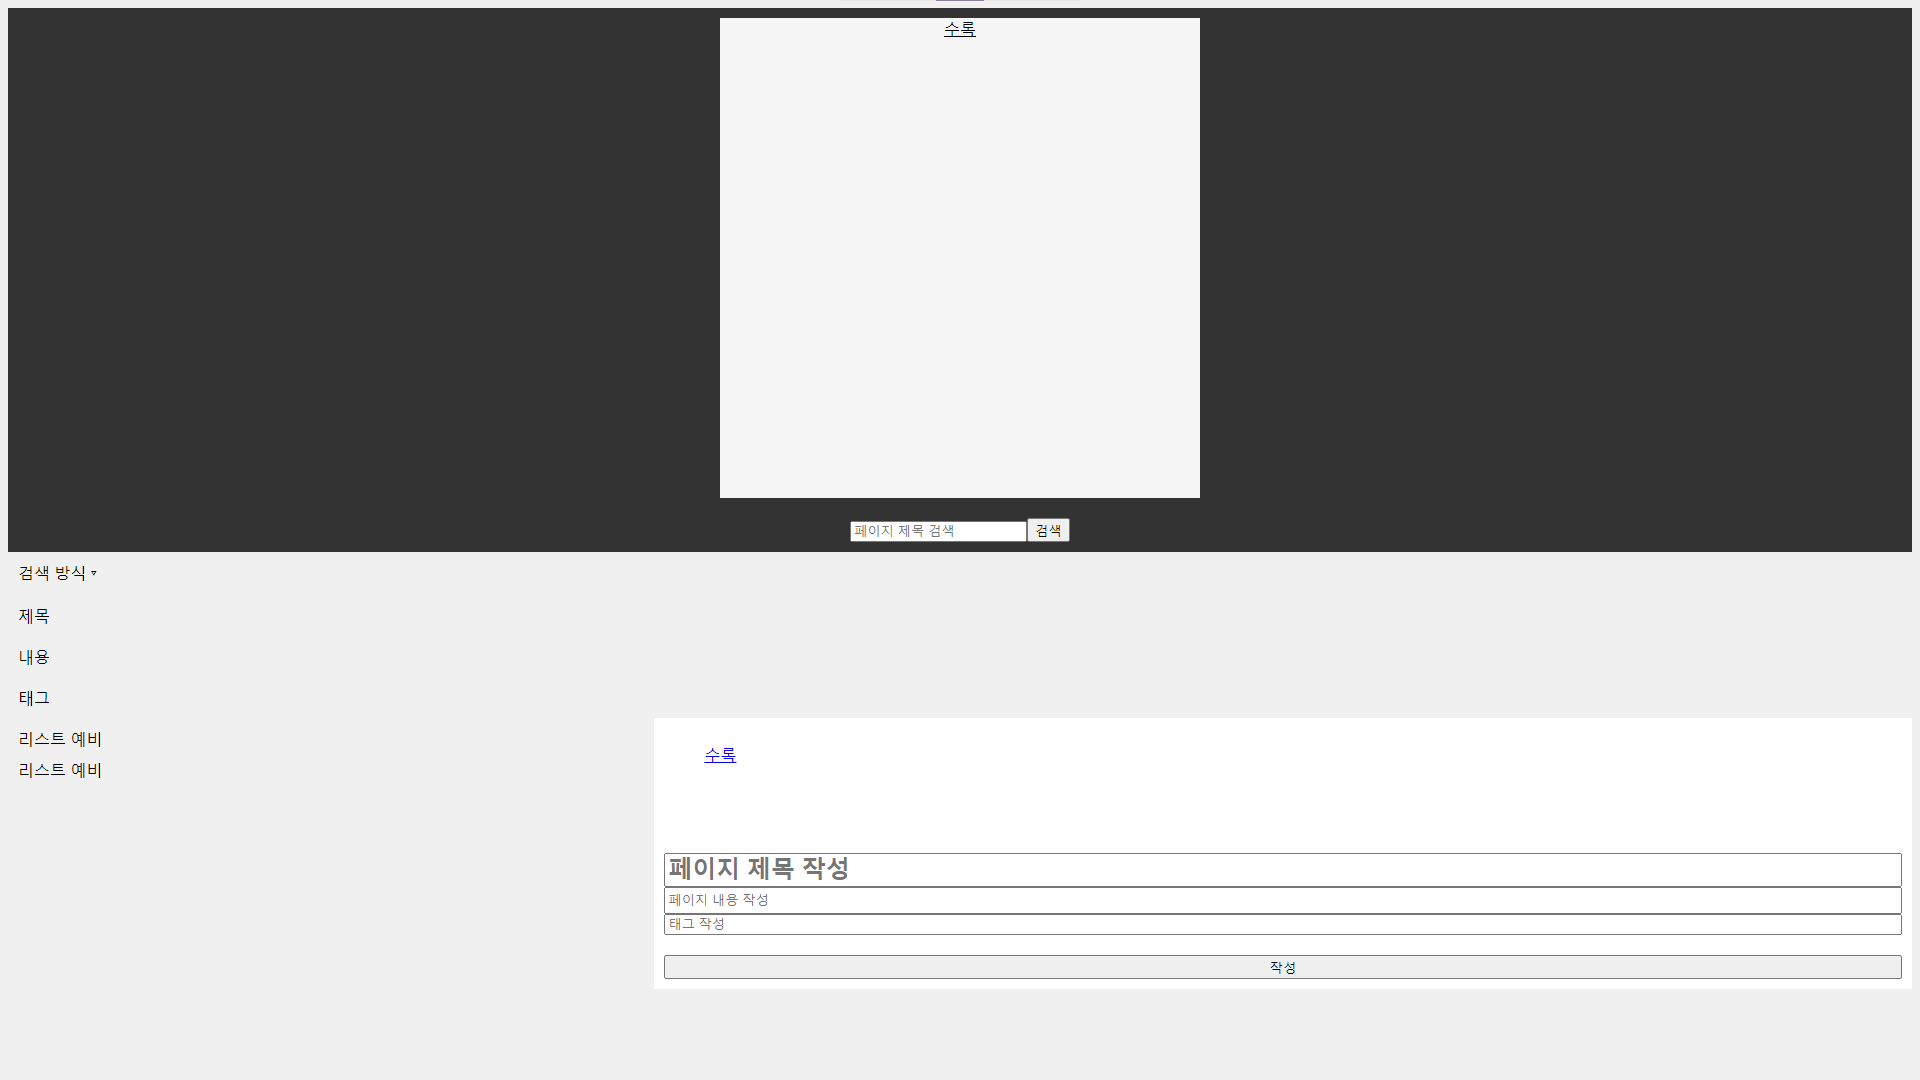 수록
페이지 제목 검색 검색
검색 방식 ▿
제목
내용
태그
리스트 예비
리스트 예비
수록
페이지 제목 작성
페이지 내용 작성
태그 작성
작성